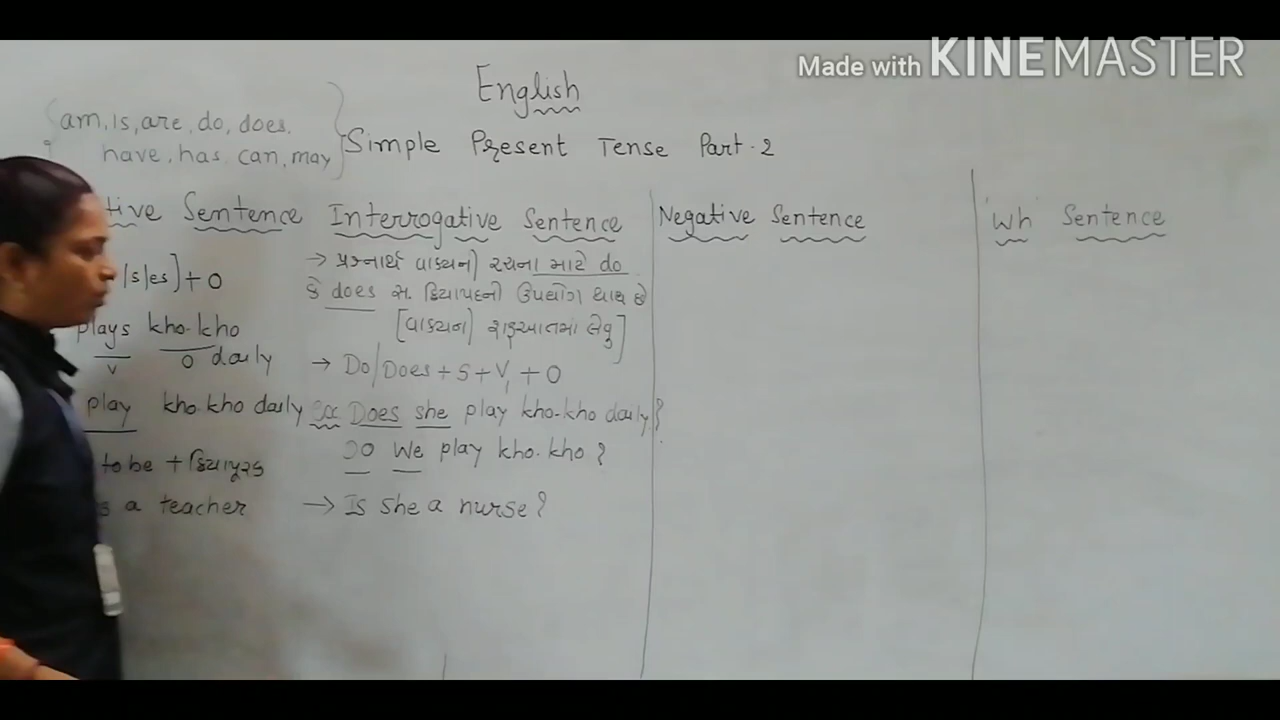 Made with KINEMASTER
English
am, is, are, do, does.
have, has, can, may
Simple Present Tense Part-2
tive Sentence
Interrogative Sentence
Negative Sentence
'Wh' Sentence
/s/es]+O
plays kho-kho
V O daily
play kho.kho daily
to be +
s a teacher
→ પ્રશ્નાર્થ વાક્યની રચના માટે do
કે does સ. ક્રિયાપદનો ઉપયોગ થાય છે
[વાક્યની શરૂઆતમાં લેવુ]
→ Do/Does + S + V1 + O
Does she play kho-kho daily?
DO We play kho.kho?
→ Is she a nurse?